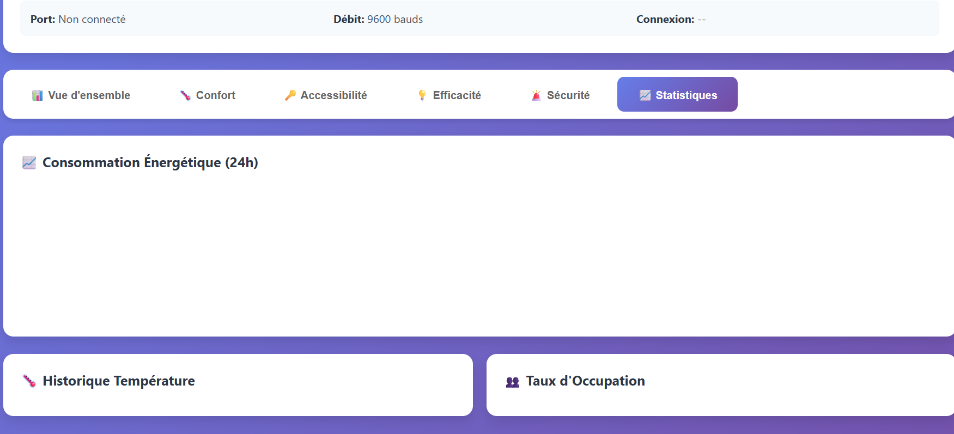 Port: Non connecté Débit: 9600 bauds Connexion: --
Vue d'ensemble Confort Accessibilité Efficacité Sécurité Statistiques
Consommation Énergétique (24h)
Historique Température Taux d'Occupation